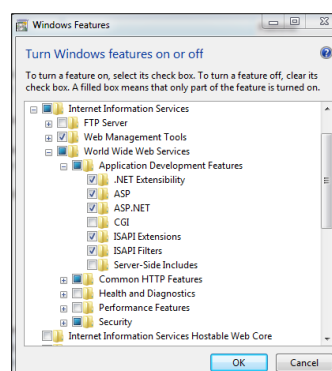 Windows Features
Turn Windows features on or off
To turn a feature on, select its check box. To turn a feature off, clear its
check box. A filled box means that only part of the feature is turned on.
Internet Information Services
FTP Server
Web Management Tools
World Wide Web Services
Application Development Features
.NET Extensibility
ASP
ASP.NET
CGI
ISAPI Extensions
ISAPI Filters
Server-Side Includes
Common HTTP Features
Health and Diagnostics
Performance Features
Security
Internet Information Services Hostable Web Core
OK Cancel